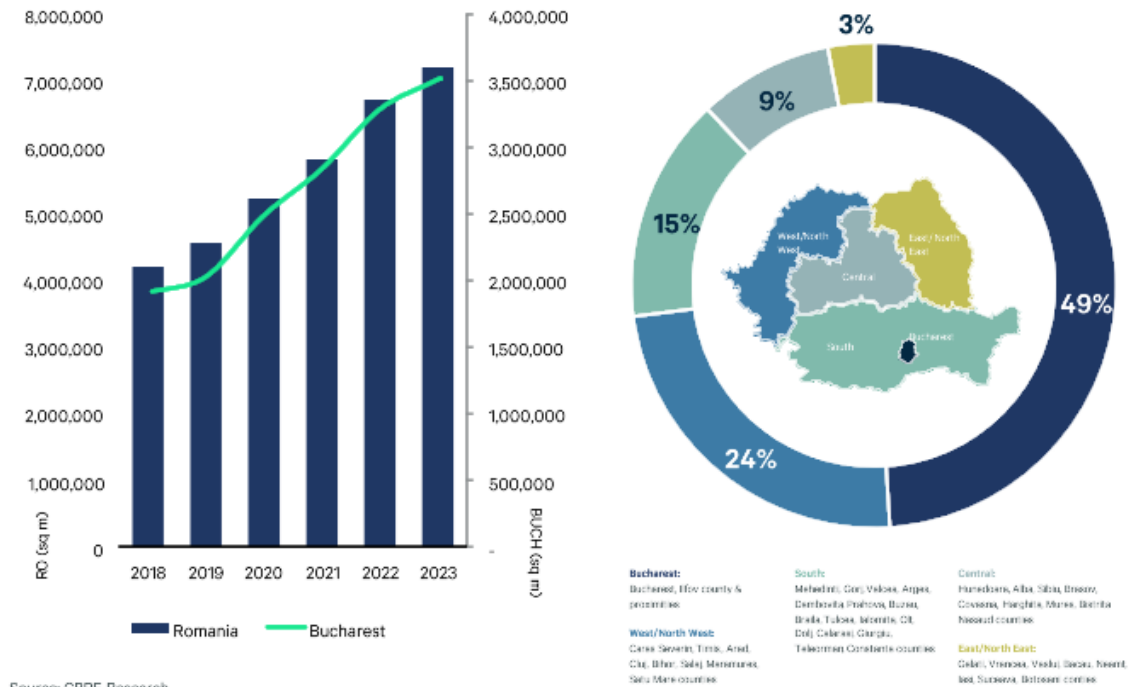 8,000,000
7,000,000
6,000,000
5,000,000
4,000,000
3,000,000
2,000,000
1,000,000
0
RO (sq m)
4,000,000
3,500,000
3,000,000
2,500,000
2,000,000
1,500,000
1,000,000
500,000
-
BUCH (sq m)
2018 2019 2020 2021 2022 2023
Romania Bucharest
3%
9%
15%
49%
24%
West/North
West
East/North
East
Central
South
Bucharest
Bucharest:
Bucharest, Ilfov county &
proximities
West/North West:
Caras Severin, Timis, Arad,
Cluj, Bihor, Salaj, Maramures,
Satu Mare counties
South:
Mehedinti, Gorj, Valcea, Arges,
Dambovita, Prahova, Buzau,
Braila, Tulcea, Ialomita, Olt,
Dolj, Calarasi, Giurgiu,
Teleorman, Constanta counties
Central:
Hunedoara, Alba, Sibiu, Brasov,
Covasna, Harghita, Mures, Bistrita
Nasaud counties
East/North East:
Galati, Vrancea, Vaslui, Bacau, Neamt,
Iasi, Suceava, Botosani conties
Source: CBRE Research